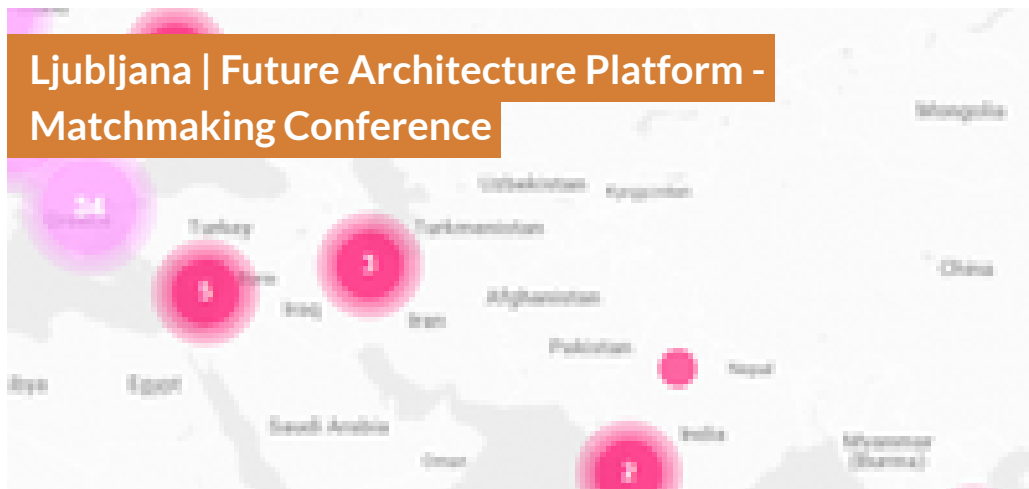 Ljubljana | Future Architecture Platform -
Matchmaking Conference
Mongolia
Uzbekistan
Kyrgyzstan
24
Turkey
Turkmenistan
3
China
5
Afghanistan
Iraq
Iran
Pakistan
Nepal
Egypt
Saudi Arabia
India
Myanmar
(Burma)
Oman
2